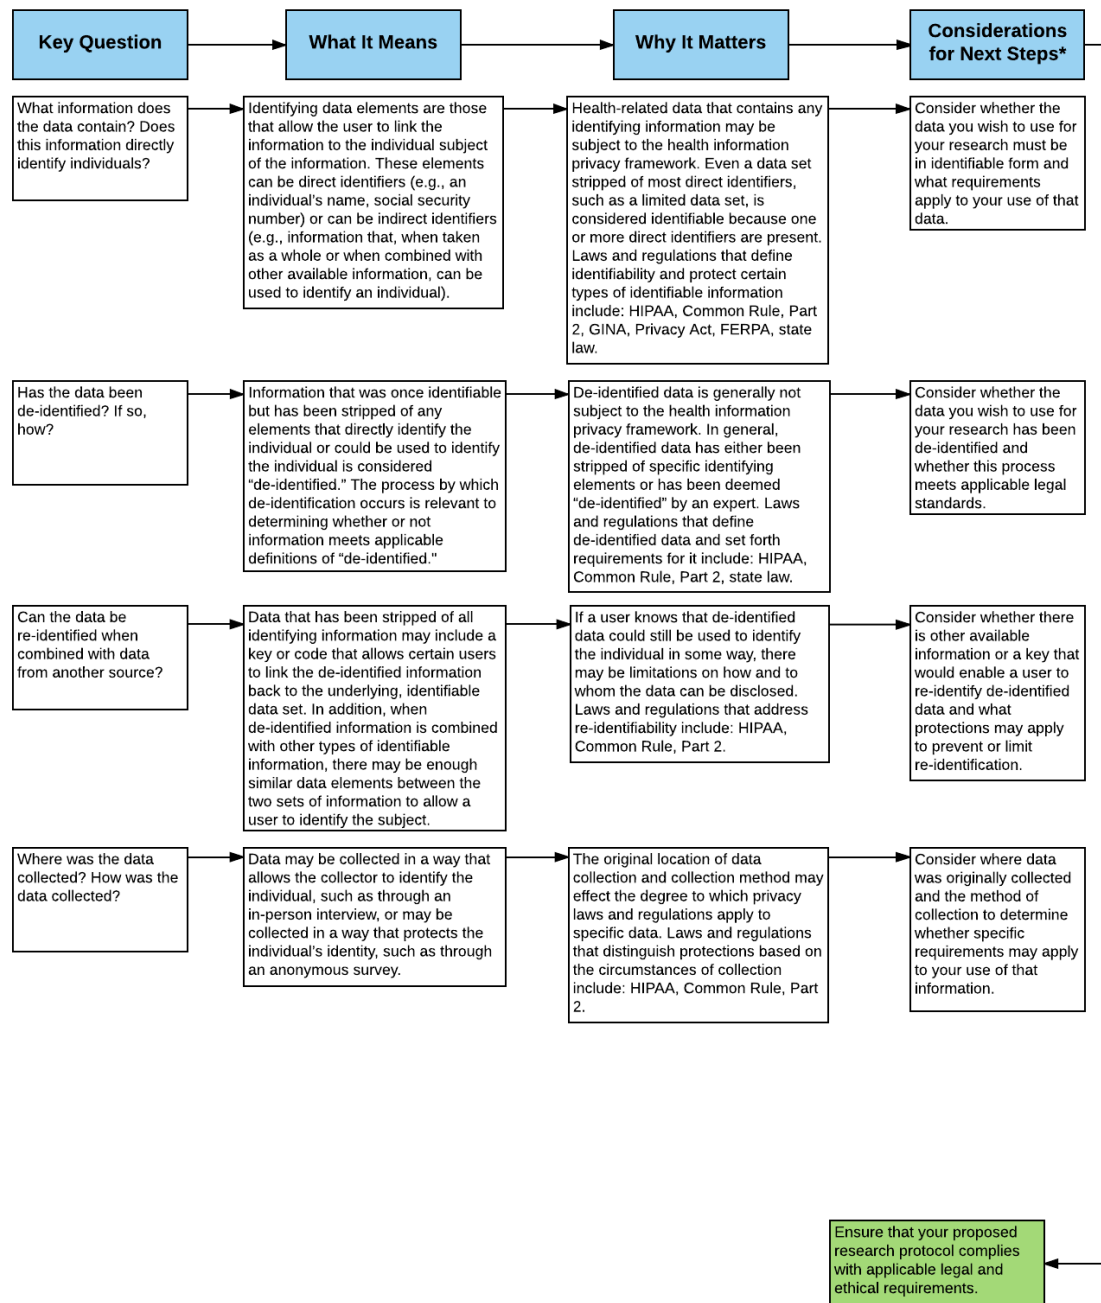 Key Question
What It Means
Why It Matters
Considerations
for Next Steps*
What information does
the data contain? Does
this information directly
identify individuals?
Identifying data elements are those
that allow the user to link the
information to the individual subject
of the information. These elements
can be direct identifiers (e.g., an
individual's name, social security
number) or can be indirect identifiers
(e.g., information that, when taken
as a whole or when combined with
other available information, can be
used to identify an individual).
Health-related data that contains any
identifying information may be
subject to the health information
privacy framework. Even a data set
stripped of most direct identifiers,
such as a limited data set, is
considered identifiable because one
or more direct identifiers are present.
Laws and regulations that define
identifiability and protect certain
types of identifiable information
include: HIPAA, Common Rule, Part
2, GINA, Privacy Act, FERPA, state
law.
Consider whether the
data you wish to use for
your research must be
in identifiable form and
what requirements
apply to your use of that
data.
Has the data been
de-identified? If so,
how?
Information that was once identifiable
but has been stripped of any
elements that directly identify the
individual or could be used to identify
the individual is considered
“de-identified.” The process by which
de-identification occurs is relevant to
determining whether or not
information meets applicable
definitions of “de-identified."
De-identified data is generally not
subject to the health information
privacy framework. In general,
de-identified data has either been
stripped of specific identifying
elements or has been deemed
“de-identified” by an expert. Laws
and regulations that define
de-identified data and set forth
requirements for it include: HIPAA,
Common Rule, Part 2, state law.
Consider whether the
data you wish to use for
your research has been
de-identified and
whether this process
meets applicable legal
standards.
Can the data be
re-identified when
combined with data
from another source?
Data that has been stripped of all
identifying information may include a
key or code that allows certain users
to link the de-identified information
back to the underlying, identifiable
data set. In addition, when
de-identified information is combined
with other types of identifiable
information, there may be enough
similar data elements between the
two sets of information to allow a
user to identify the subject.
If a user knows that de-identified
data could still be used to identify
the individual in some way, there
may be limitations on how and to
whom the data can be disclosed.
Laws and regulations that address
re-identifiability include: HIPAA,
Common Rule, Part 2.
Consider whether there
is other available
information or a key that
would enable a user to
re-identify de-identified
data and what
protections may apply
to prevent or limit
re-identification.
Where was the data
collected? How was the
data collected?
Data may be collected in a way that
allows the collector to identify the
individual, such as through an
in-person interview, or may be
collected in a way that protects the
individual's identity, such as through
an anonymous survey.
The original location of data
collection and collection method may
effect the degree to which privacy
laws and regulations apply to
specific data. Laws and regulations
that distinguish protections based on
the circumstances of collection
include: HIPAA, Common Rule, Part
2.
Consider where data
was originally collected
and the method of
collection to determine
whether specific
requirements may apply
to your use of that
information.
Ensure that your proposed
research protocol complies
with applicable legal and
ethical requirements.